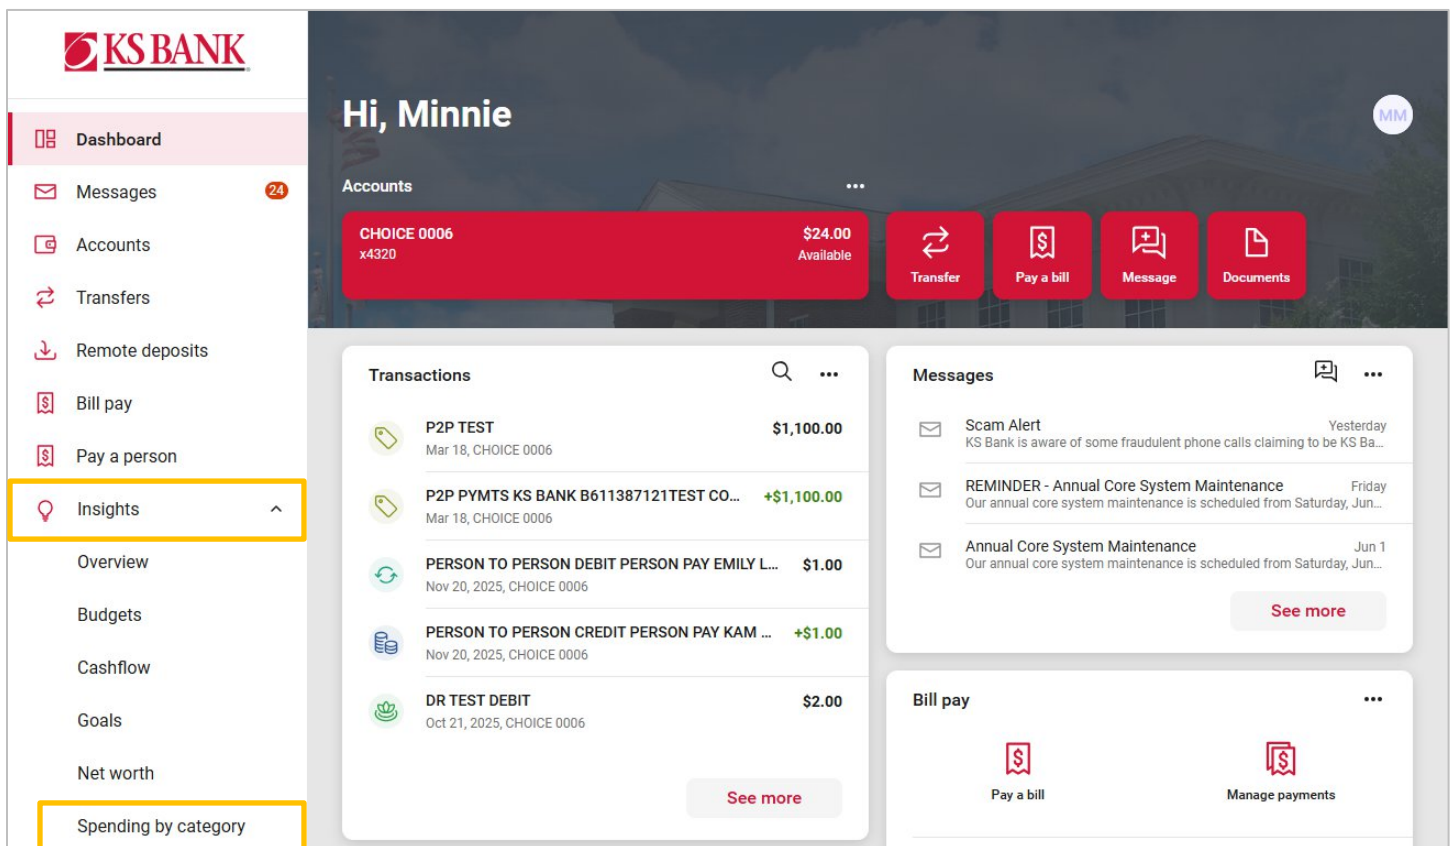 KS BANK
Dashboard
Messages 24
Accounts
Transfers
Remote deposits
Bill pay
Pay a person
Insights
Overview
Budgets
Cashflow
Goals
Net worth
Spending by category
Hi, Minnie
MM
Accounts
CHOICE 0006 $24.00
x4320 Available
Transfer
Pay a bill
Message
Documents
Transactions
P2P TEST $1,100.00
Mar 18, CHOICE 0006
P2P PYMTS KS BANK B611387121TEST CO... +$1,100.00
Mar 18, CHOICE 0006
PERSON TO PERSON DEBIT PERSON PAY EMILY L... $1.00
Nov 20, 2025, CHOICE 0006
PERSON TO PERSON CREDIT PERSON PAY KAM ... +$1.00
Nov 20, 2025, CHOICE 0006
DR TEST DEBIT $2.00
Oct 21, 2025, CHOICE 0006
See more
Messages
Scam Alert Yesterday
KS Bank is aware of some fraudulent phone calls claiming to be KS Ba...
REMINDER - Annual Core System Maintenance Friday
Our annual core system maintenance is scheduled from Saturday, Jun...
Annual Core System Maintenance Jun 1
Our annual core system maintenance is scheduled from Saturday, Jun...
See more
Bill pay
Pay a bill
Manage payments